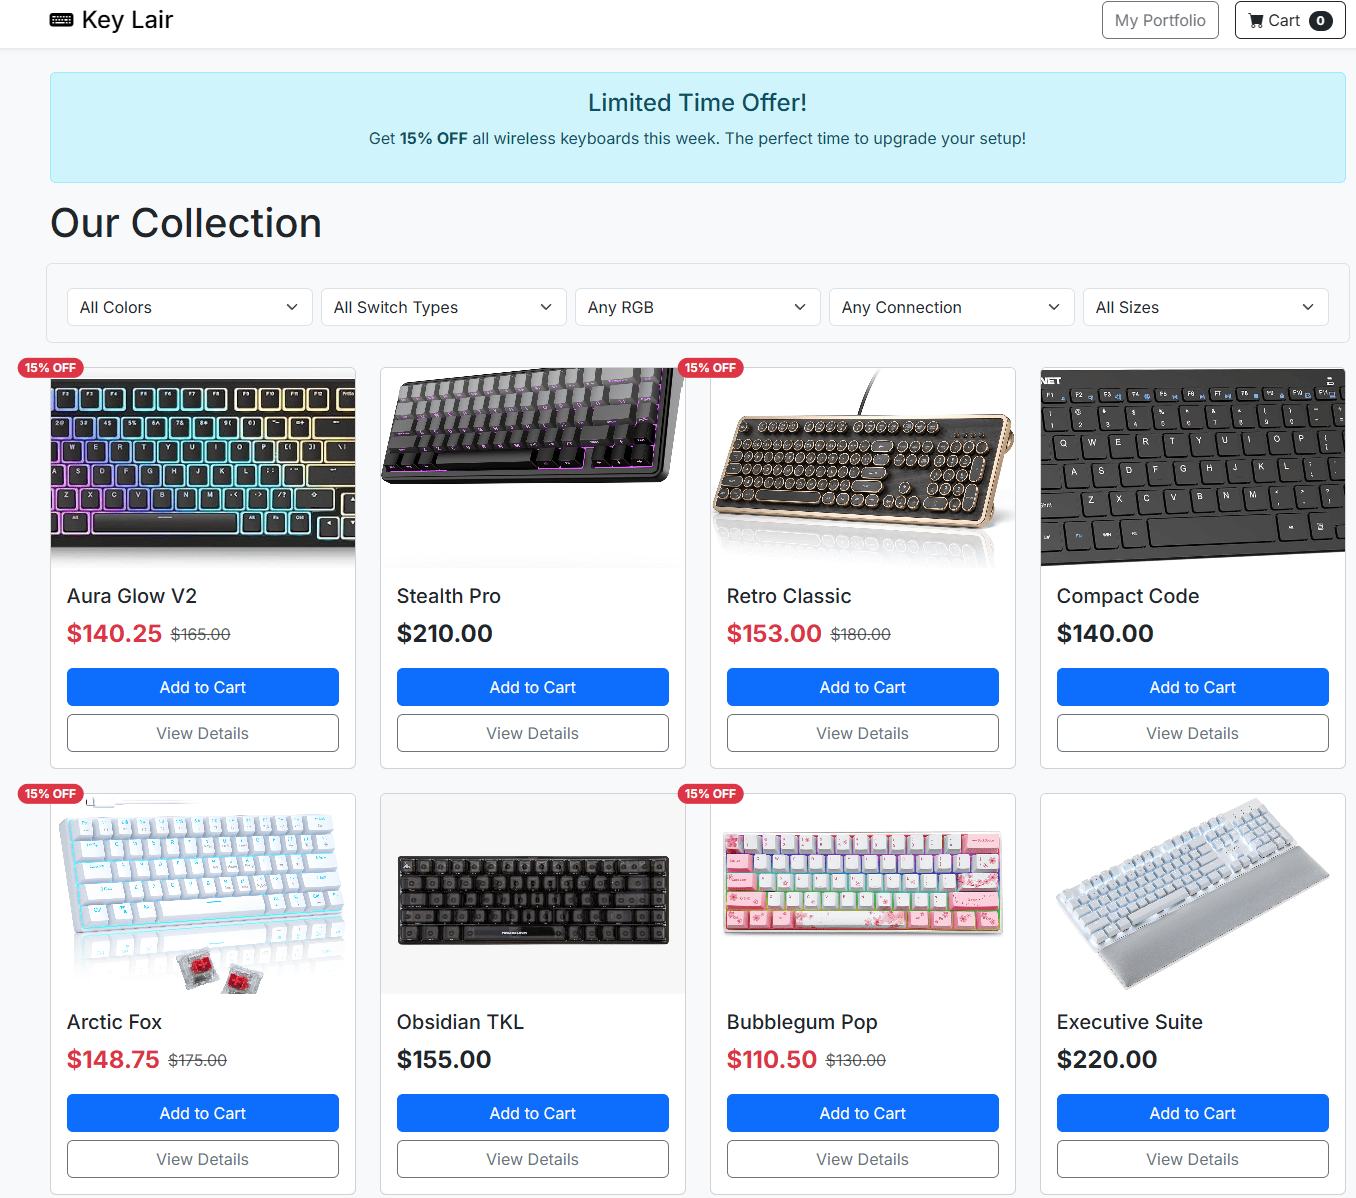 Key Lair
My Portfolio
Cart 0
Limited Time Offer!
Get 15% OFF all wireless keyboards this week. The perfect time to upgrade your setup!
Our Collection
All Colors
All Switch Types
Any RGB
Any Connection
All Sizes
15% OFF
15% OFF
Aura Glow V2
$140.25 $165.00
Add to Cart
View Details
Stealth Pro
$210.00
Add to Cart
View Details
Retro Classic
$153.00 $180.00
Add to Cart
View Details
Compact Code
$140.00
Add to Cart
View Details
15% OFF
15% OFF
Arctic Fox
$148.75 $175.00
Add to Cart
View Details
Obsidian TKL
$155.00
Add to Cart
View Details
Bubblegum Pop
$110.50 $130.00
Add to Cart
View Details
Executive Suite
$220.00
Add to Cart
View Details